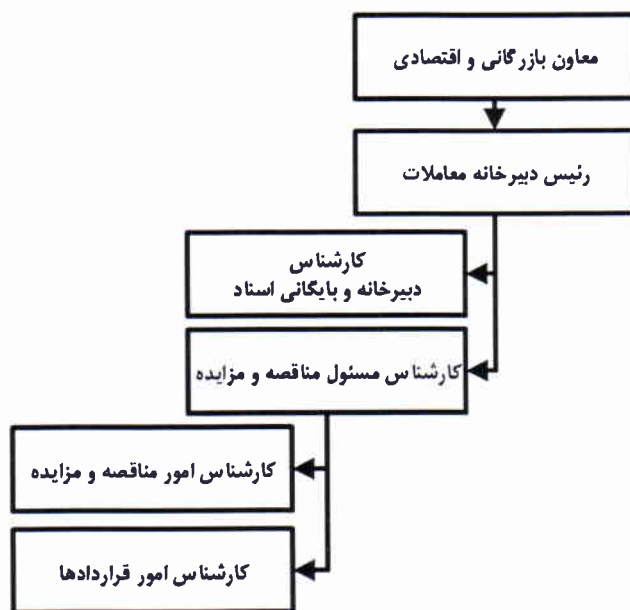 معاون بازرگانی و اقتصادی
رئیس دبیرخانه معاملات
کارشناس
دبیرخانه و بایگانی اسناد
کارشناس مسئول مناقصه و مزایده
کارشناس امور مناقصه و مزایده
کارشناس امور قراردادها